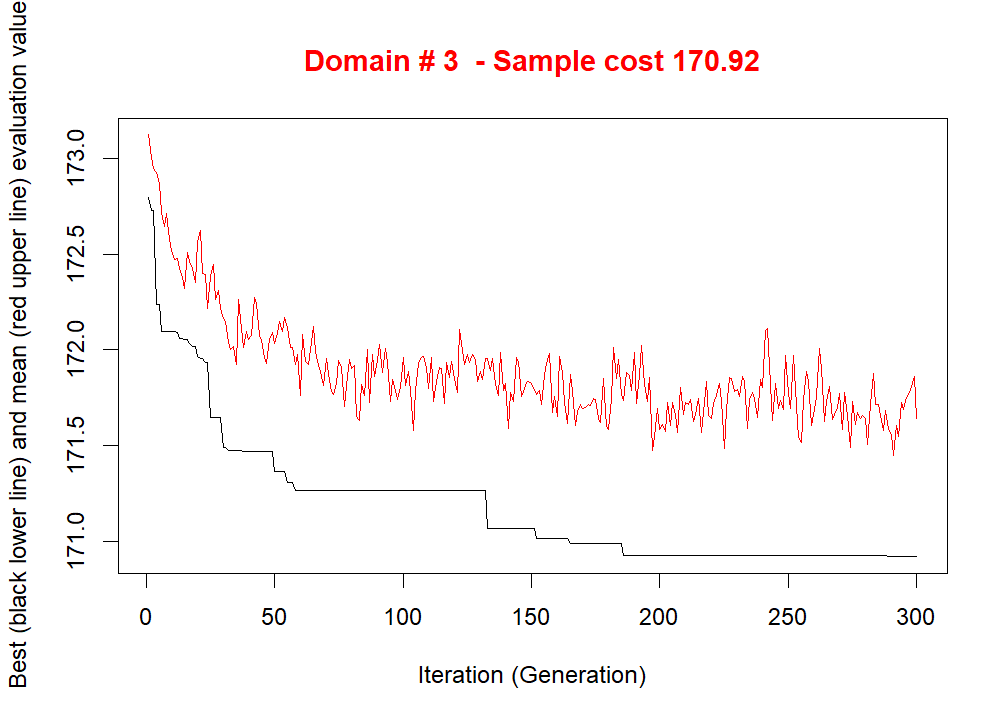 Domain # 3  - Sample cost 170.92
Best (black lower line) and mean (red upper line) evaluation value
173.0
172.5
172.0
171.5
171.0
0 50 100 150 200 250 300
Iteration (Generation)